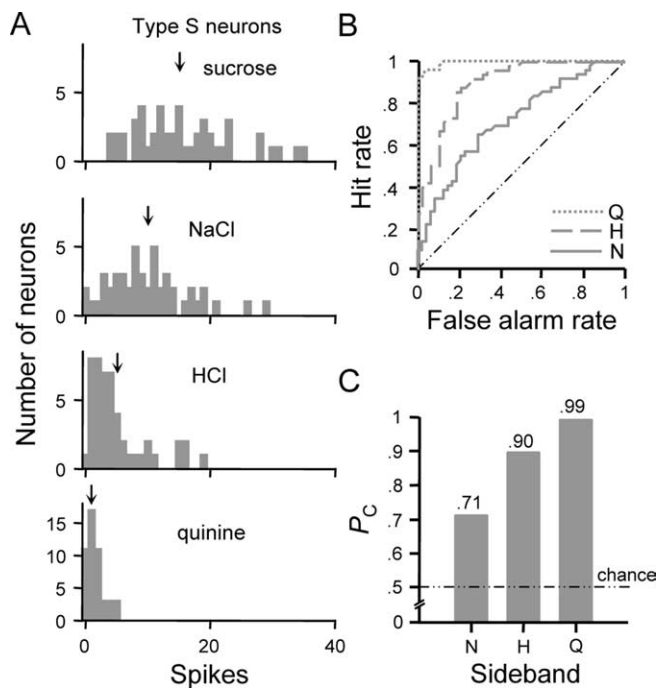 A
Type S neurons
sucrose
5
0
NaCl
5
0
HCl
5
0
quinine
15
10
5
0
0
20
40
Number of neurons
Spikes
B
1
.8
.6
.4
.2
0
Hit rate
Q
H
N
0
.2
.4
.6
.8
1
False alarm rate
C
1
.9
.8
.7
.6
.5
0
PC
.71
.90
.99
chance
N
H
Q
Sideband